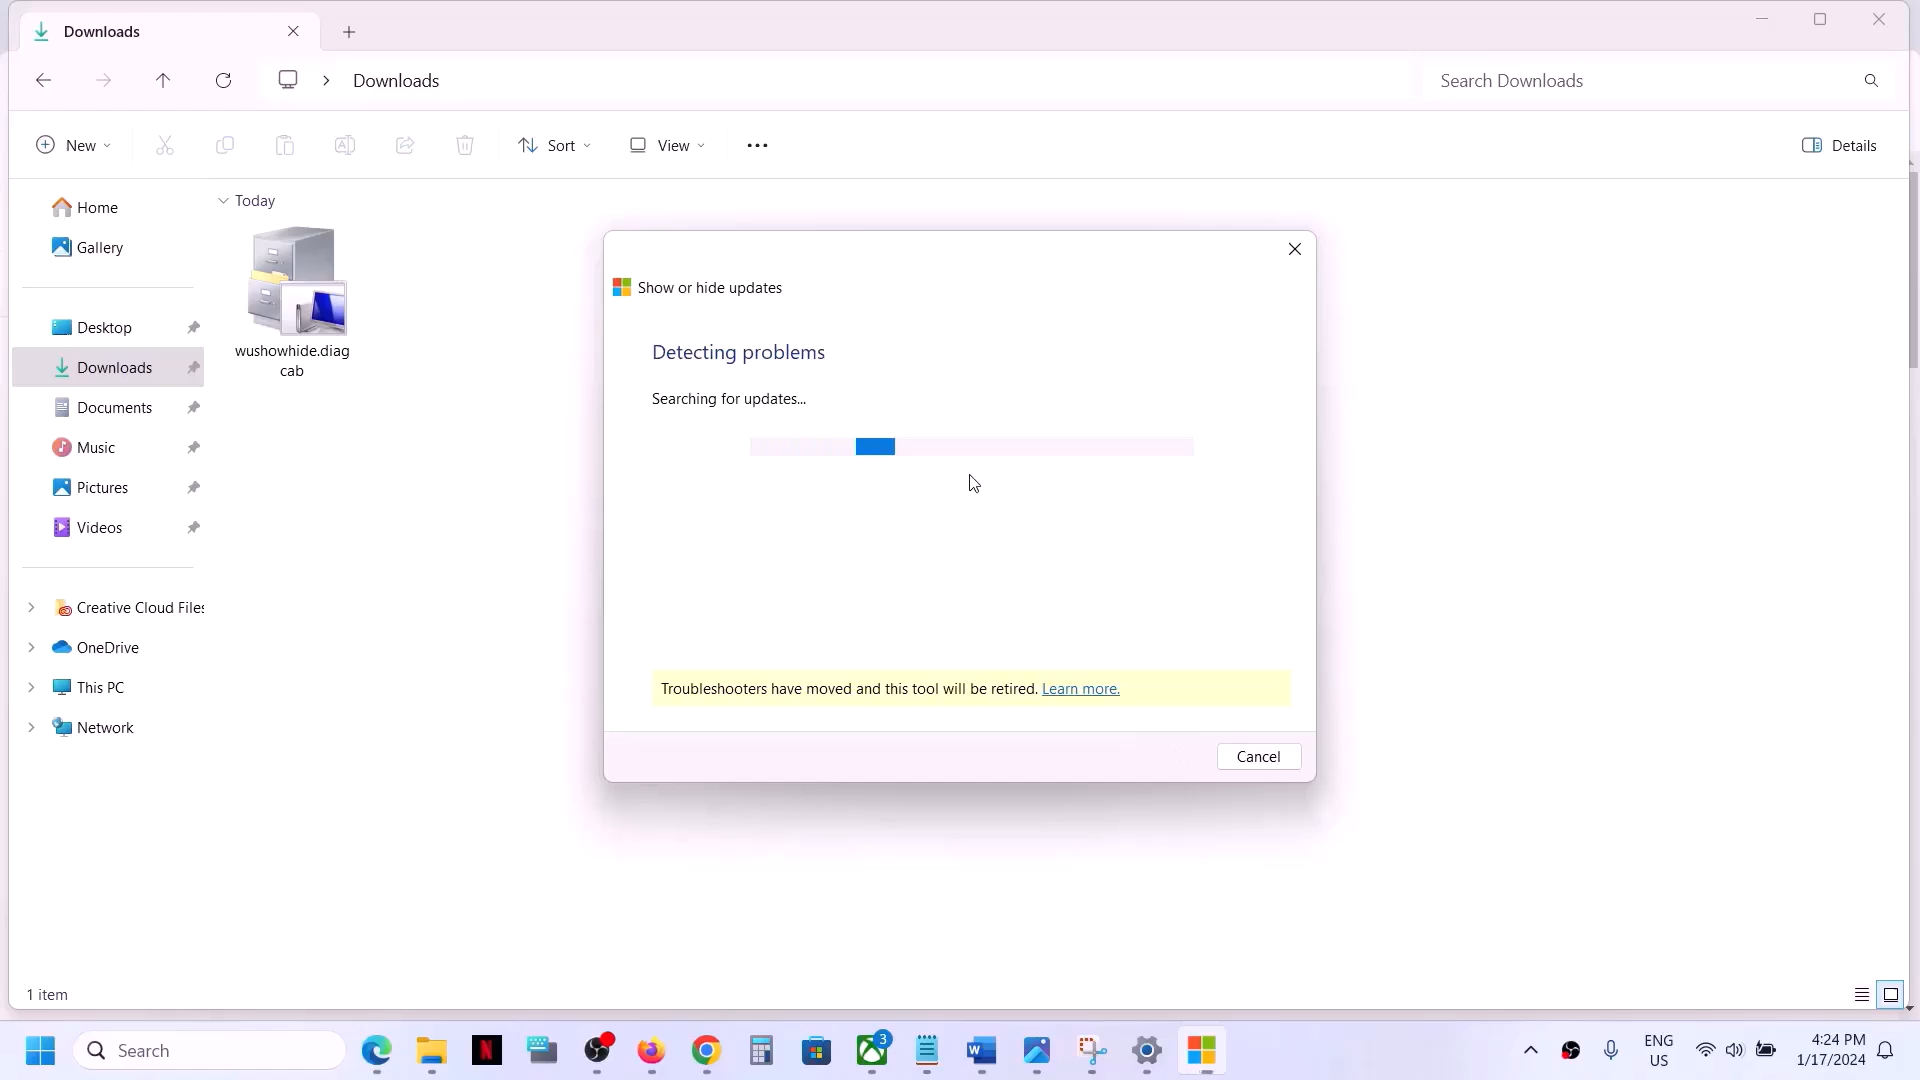 Downloads
Downloads
Search Downloads
New
Sort
View
Details
Home
Gallery
Desktop
Downloads
Documents
Music
Pictures
Videos
Creative Cloud Files
OneDrive
This PC
Network
Today
wushowhide.diag
cab
Show or hide updates
Detecting problems
Searching for updates...
Troubleshooters have moved and this tool will be retired. Learn more.
Cancel
1 item
Search
3
ENG
US
4:24 PM
1/17/2024